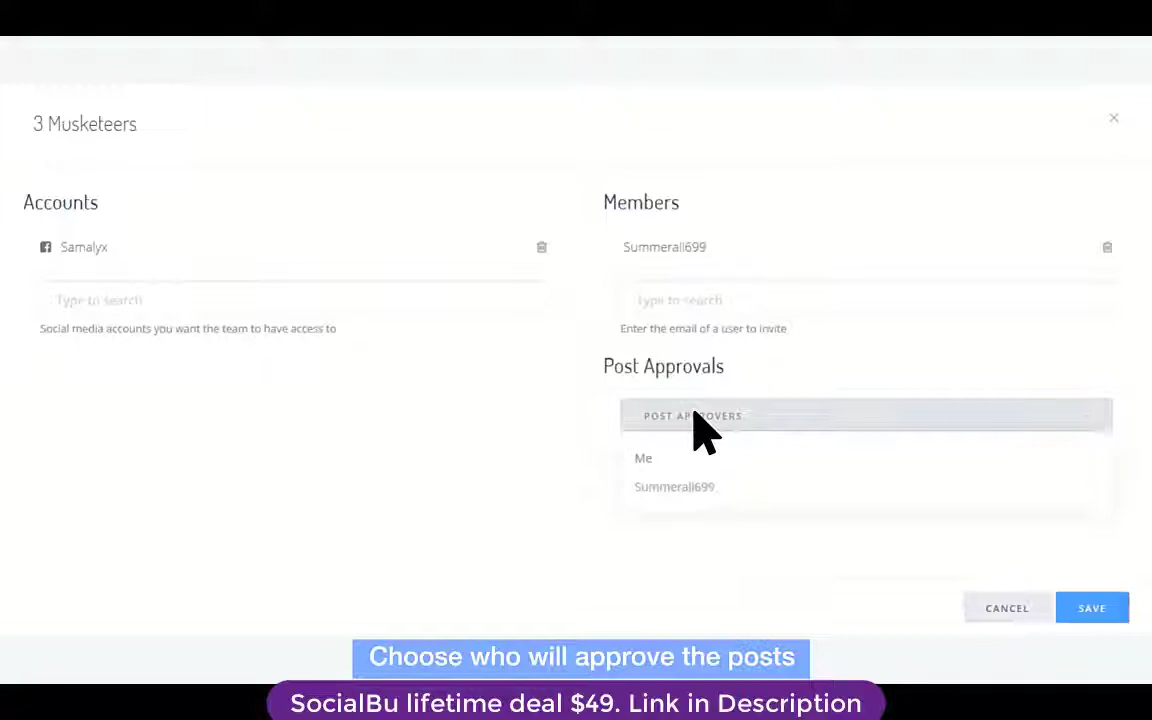 3 Musketeers
Accounts
Samalyx
Type to search
Social media accounts you want the team to have access to
Members
Summerall699
Type to search
Enter the email of a user to invite
Post Approvals
POST APPROVERS
Me
Summerall699
CANCEL
SAVE
Choose who will approve the posts
SocialBu lifetime deal $49. Link in Description